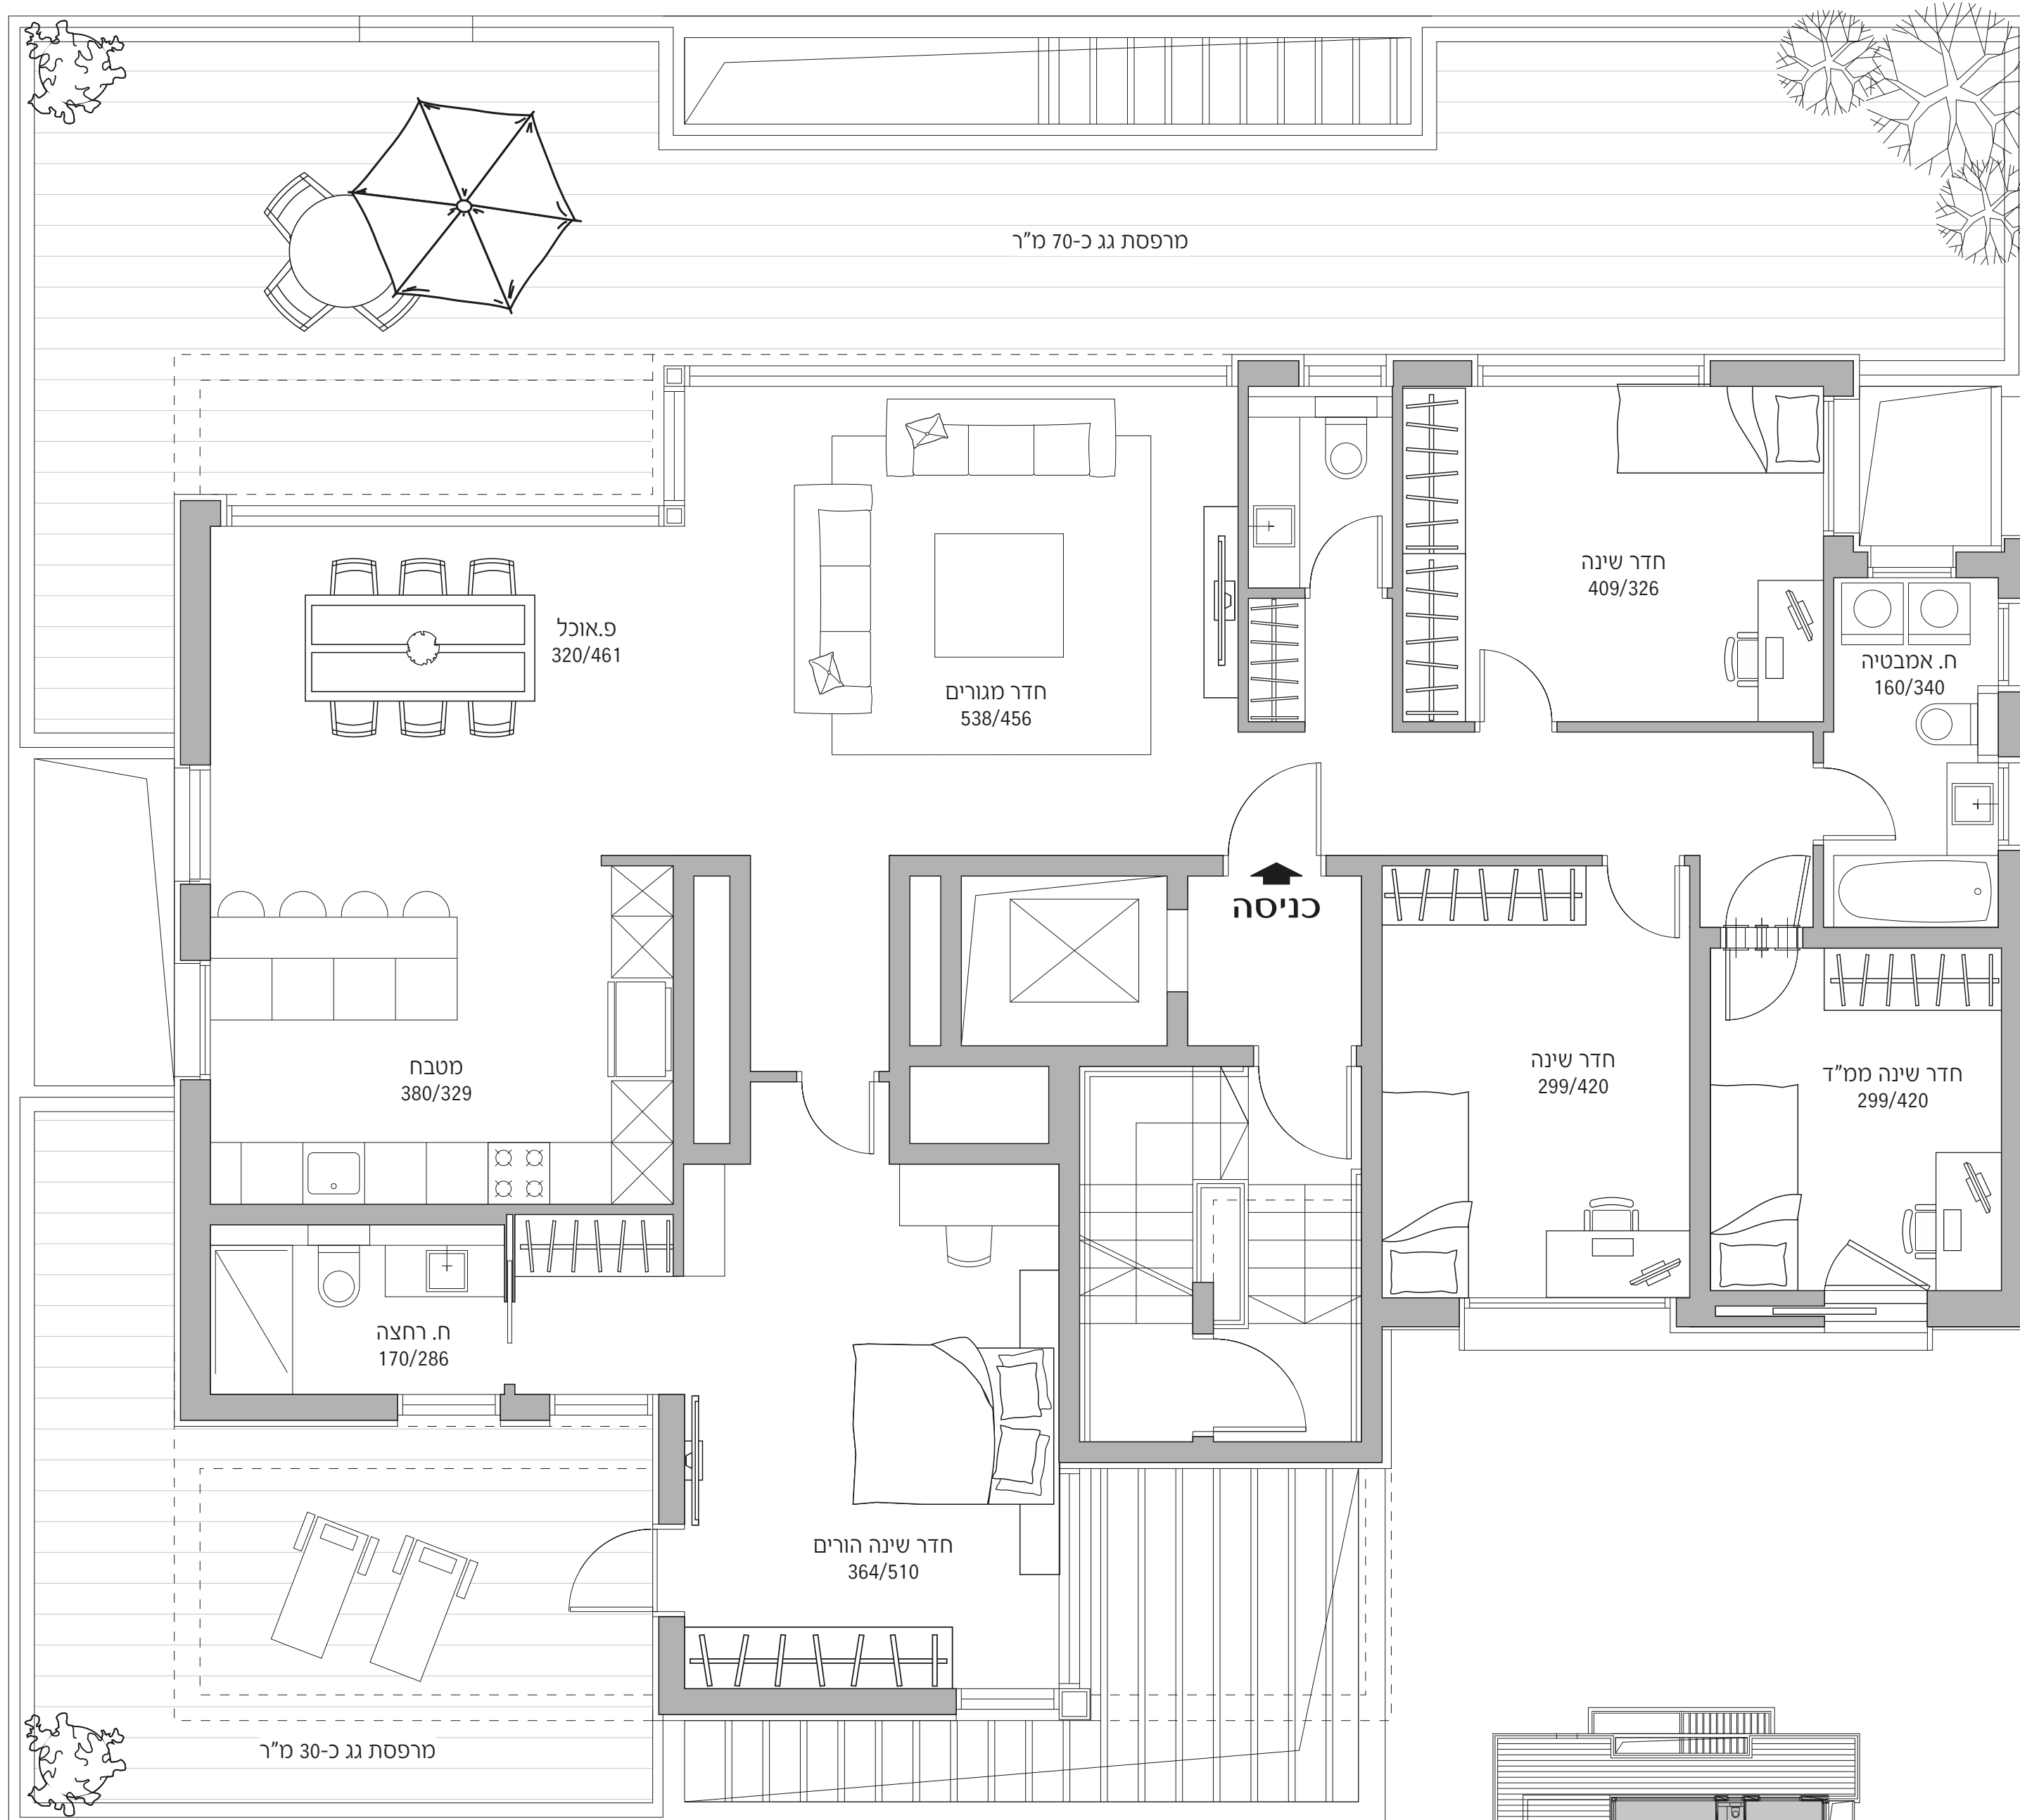 מרפסת גג כ-70 מ"ר
חדר שינה
409/326
פ.אוכל
320/461
ח. אמבטיה
160/340
חדר מגורים
538/456
כניסה
מטבח
380/329
חדר שינה
299/420
חדר שינה ממ"ד
299/420
ח. רחצה
170/286
חדר שינה הורים
364/510
מרפסת גג כ-30 מ"ר